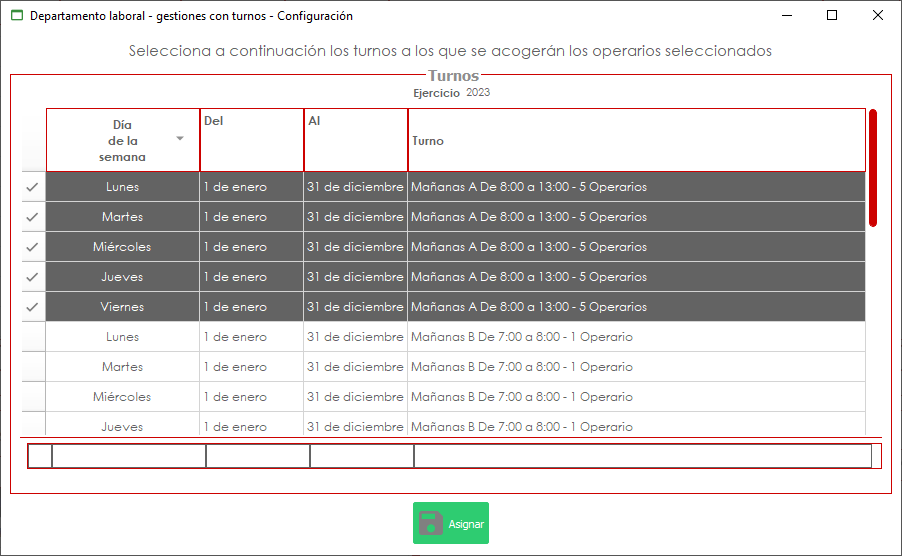 Departamento laboral - gestiones con turnos - Configuración
Selecciona a continuación los turnos a los que se acogerán los operarios seleccionados
Turnos
Ejercicio 2023
Día de la semana Del Al Turno
Lunes 1 de enero 31 de diciembre Mañanas A De 8:00 a 13:00 - 5 Operarios
Martes 1 de enero 31 de diciembre Mañanas A De 8:00 a 13:00 - 5 Operarios
Miércoles 1 de enero 31 de diciembre Mañanas A De 8:00 a 13:00 - 5 Operarios
Jueves 1 de enero 31 de diciembre Mañanas A De 8:00 a 13:00 - 5 Operarios
Viernes 1 de enero 31 de diciembre Mañanas A De 8:00 a 13:00 - 5 Operarios
Lunes 1 de enero 31 de diciembre Mañanas B De 7:00 a 8:00 - 1 Operario
Martes 1 de enero 31 de diciembre Mañanas B De 7:00 a 8:00 - 1 Operario
Miércoles 1 de enero 31 de diciembre Mañanas B De 7:00 a 8:00 - 1 Operario
Jueves 1 de enero 31 de diciembre Mañanas B De 7:00 a 8:00 - 1 Operario
Asignar